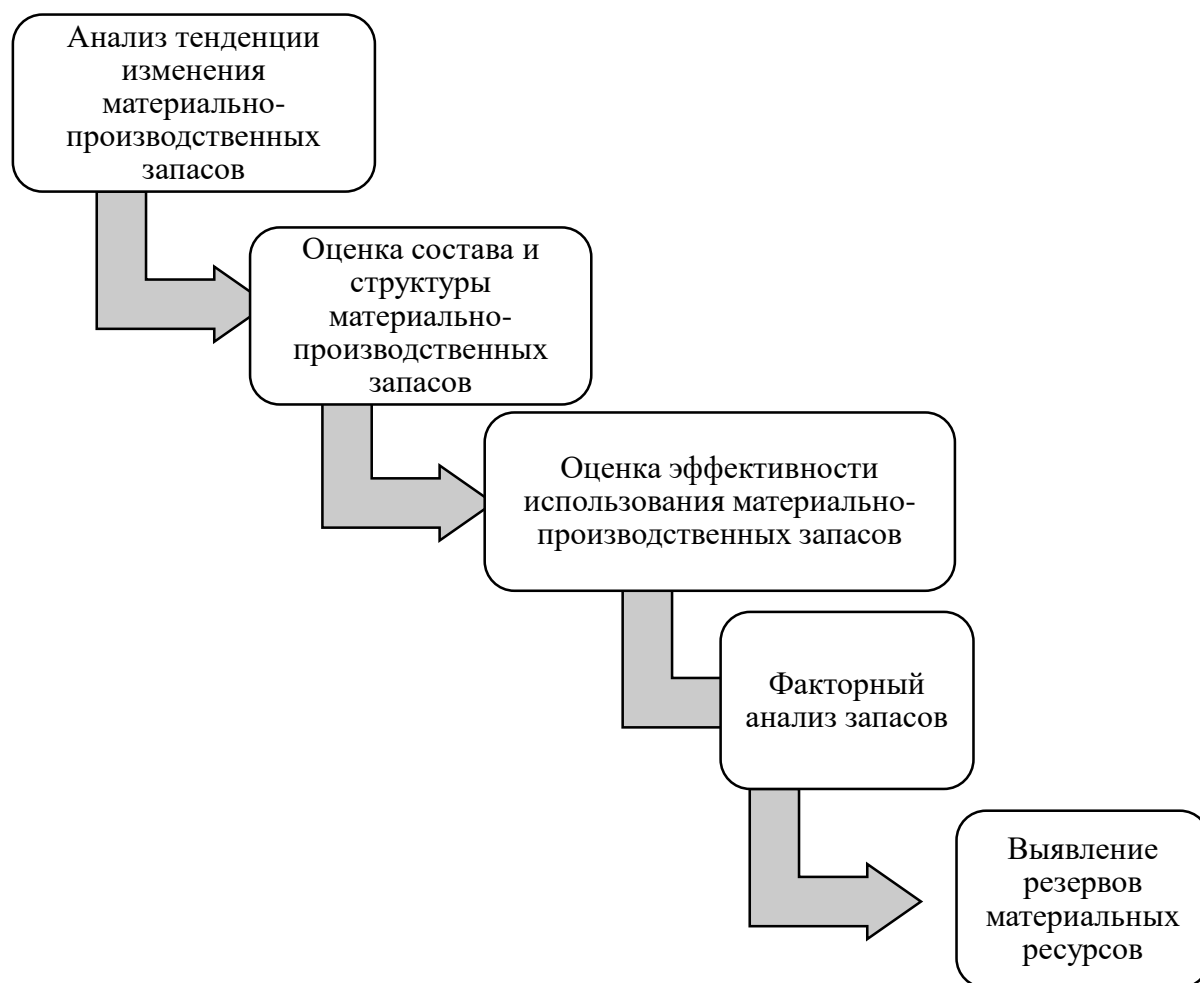 Анализ тенденции
изменения
материально-
производственных
запасов
Оценка состава и
структуры
материально-
производственных
запасов
Оценка эффективности
использования материально-
производственных запасов
Факторный
анализ запасов
Выявление
резервов
материальных
ресурсов